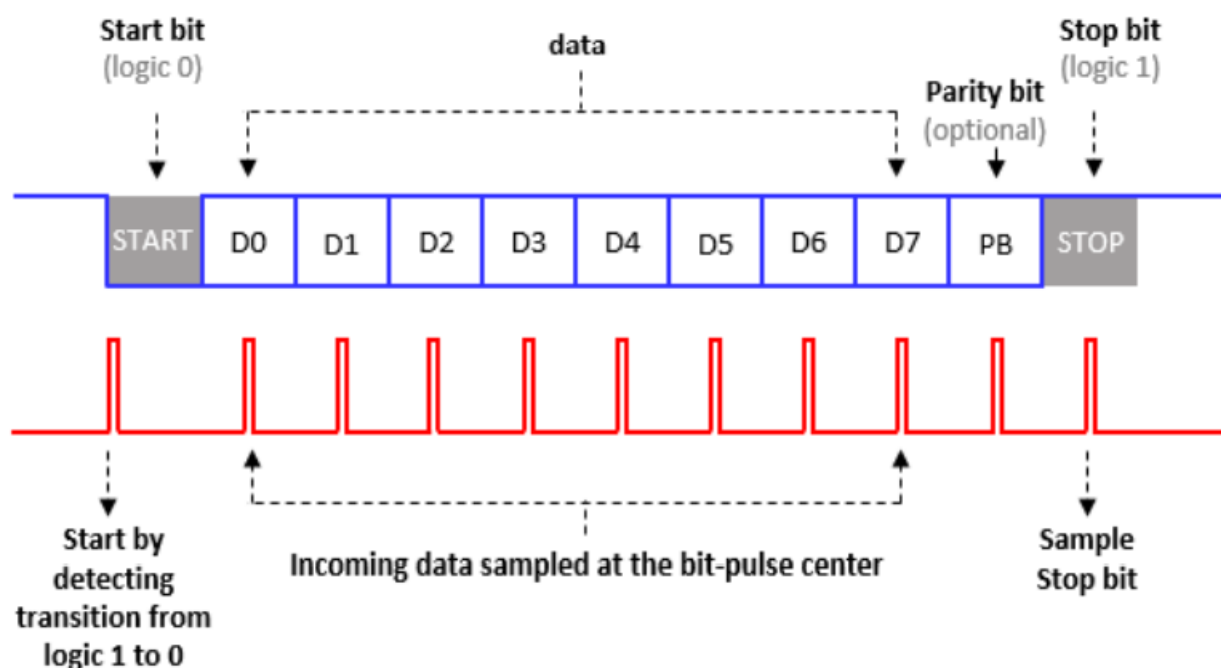 Start bit
(logic 0)
data
Stop bit
(logic 1)
Parity bit
(optional)
START D0 D1 D2 D3 D4 D5 D6 D7 PB STOP
Start by
detecting
transition from
logic 1 to 0
Incoming data sampled at the bit-pulse center
Sample
Stop bit